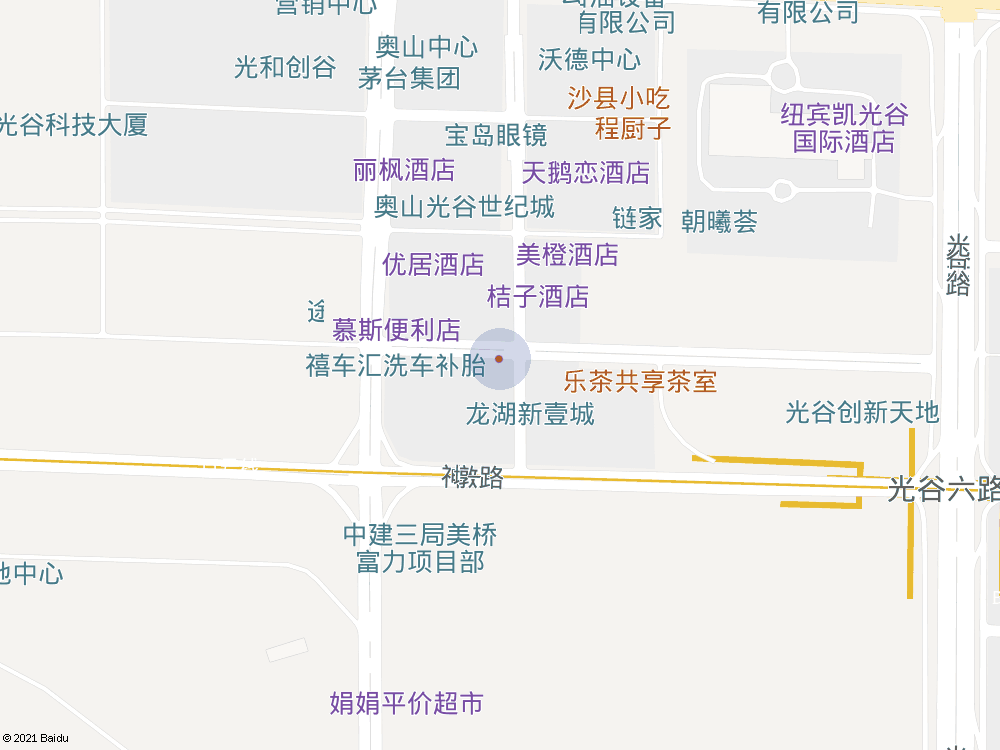 营销中心
有限公司
有限公司
奥山中心
沃德中心
光和创谷
茅台集团
沙县小吃
程厨子
纽宾凯光谷
国际酒店
光谷科技大厦
宝岛眼镜
丽枫酒店
天鹅恋酒店
奥山光谷世纪城
链家
朝曦荟
优居酒店
美橙酒店
桔子酒店
慕斯便利店
禧车汇洗车补胎
乐茶共享茶室
龙湖新壹城
光谷创新天地
神墩路
光谷六路
中建三局美桥
富力项目部
地中心
娟娟平价超市
© 2021 Baidu